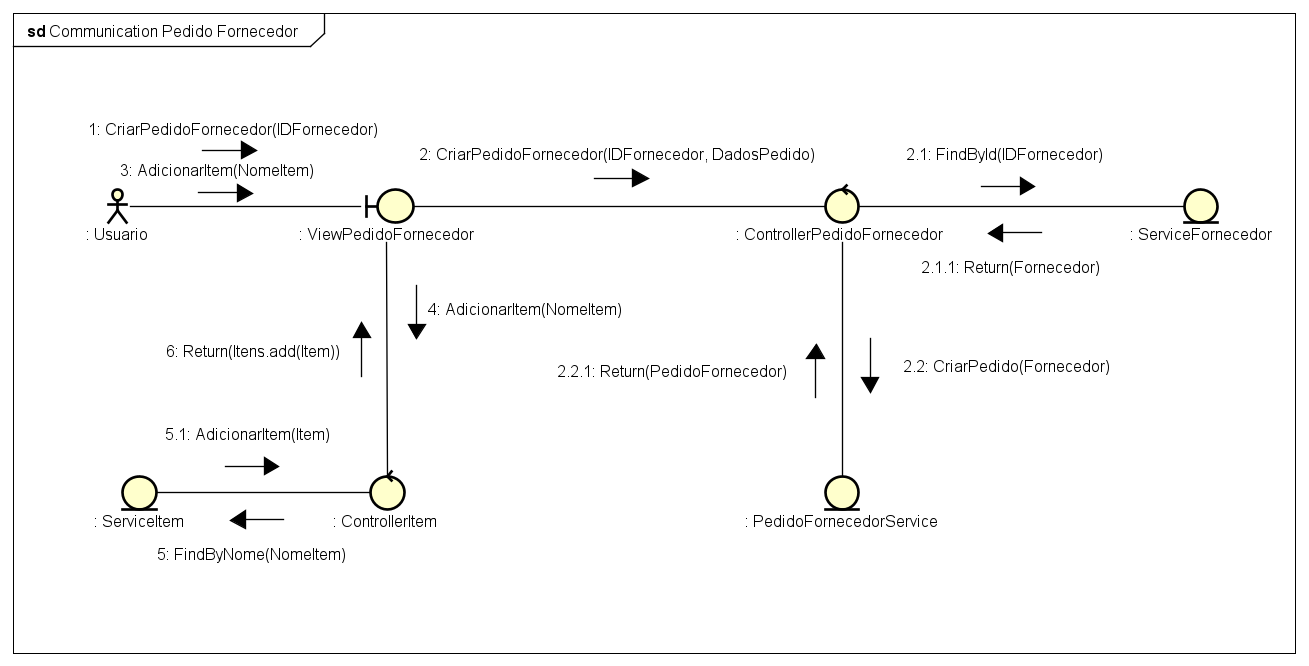 sd Communication Pedido Fornecedor
1: CriarPedidoFornecedor(IDFornecedor)
2: CriarPedidoFornecedor(IDFornecedor, DadosPedido)
2.1: FindById(IDFornecedor)
3: AdicionarItem(NomeItem)
: Usuario
: ViewPedidoFornecedor
: ControllerPedidoFornecedor
: ServiceFornecedor
2.1.1: Return(Fornecedor)
4: AdicionarItem(NomeItem)
6: Return(Itens.add(Item))
2.2.1: Return(PedidoFornecedor)
2.2: CriarPedido(Fornecedor)
5.1: AdicionarItem(Item)
: ServiceItem
: ControllerItem
: PedidoFornecedorService
5: FindByNome(NomeItem)